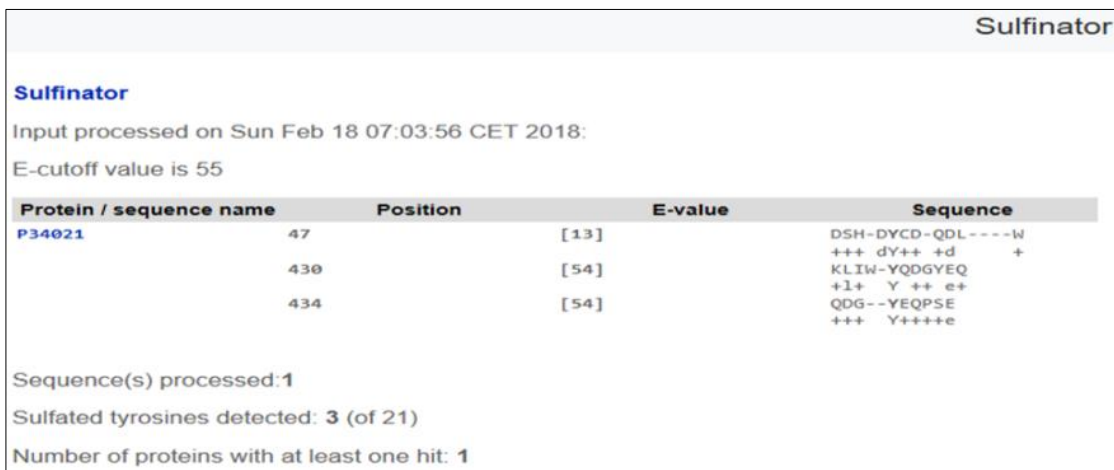 Sulfinator
Sulfinator
Input processed on Sun Feb 18 07:03:56 CET 2018:
E-cutoff value is 55
Protein / sequence name Position E-value Sequence
P34021 47 [13] DSH-DYCD-QDL----W
+++ dY++ +d +
430 [54] KLIW-YQDGYEQ
+l+ Y ++ e+
434 [54] QDG--YEQPSE
+++ Y++++e
Sequence(s) processed:1
Sulfated tyrosines detected: 3 (of 21)
Number of proteins with at least one hit: 1